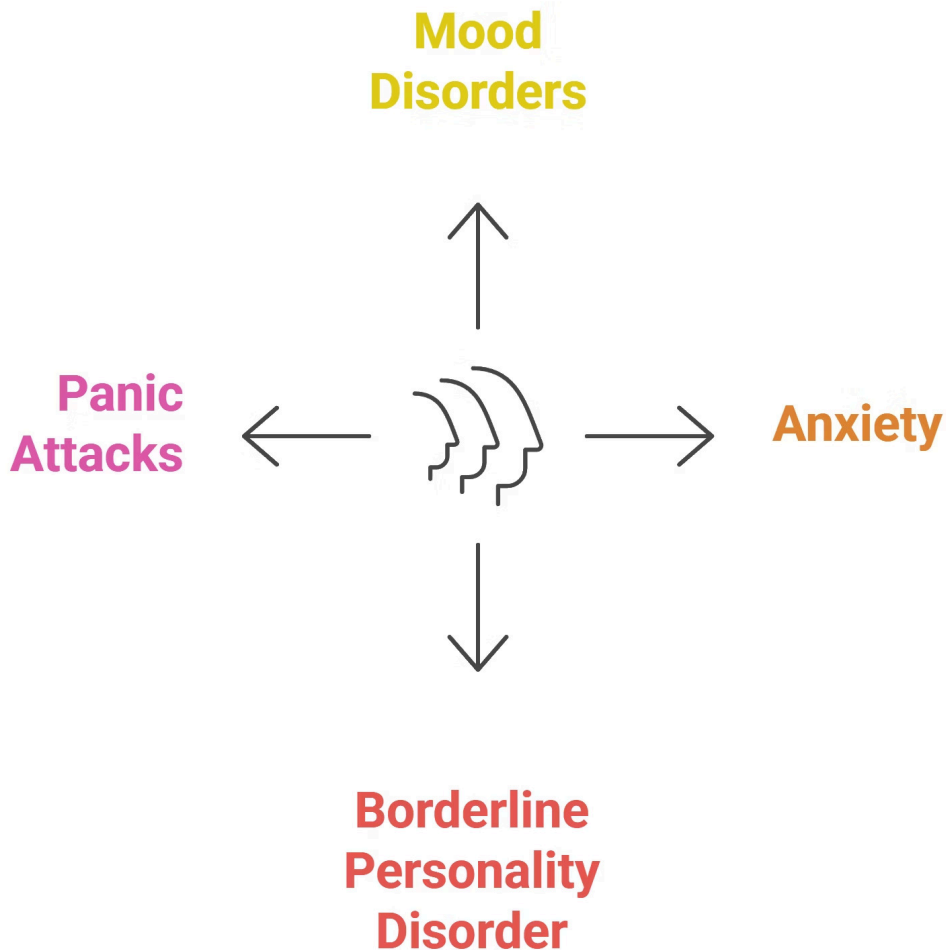 Mood
Disorders
Panic
Attacks
Anxiety
Borderline
Personality
Disorder